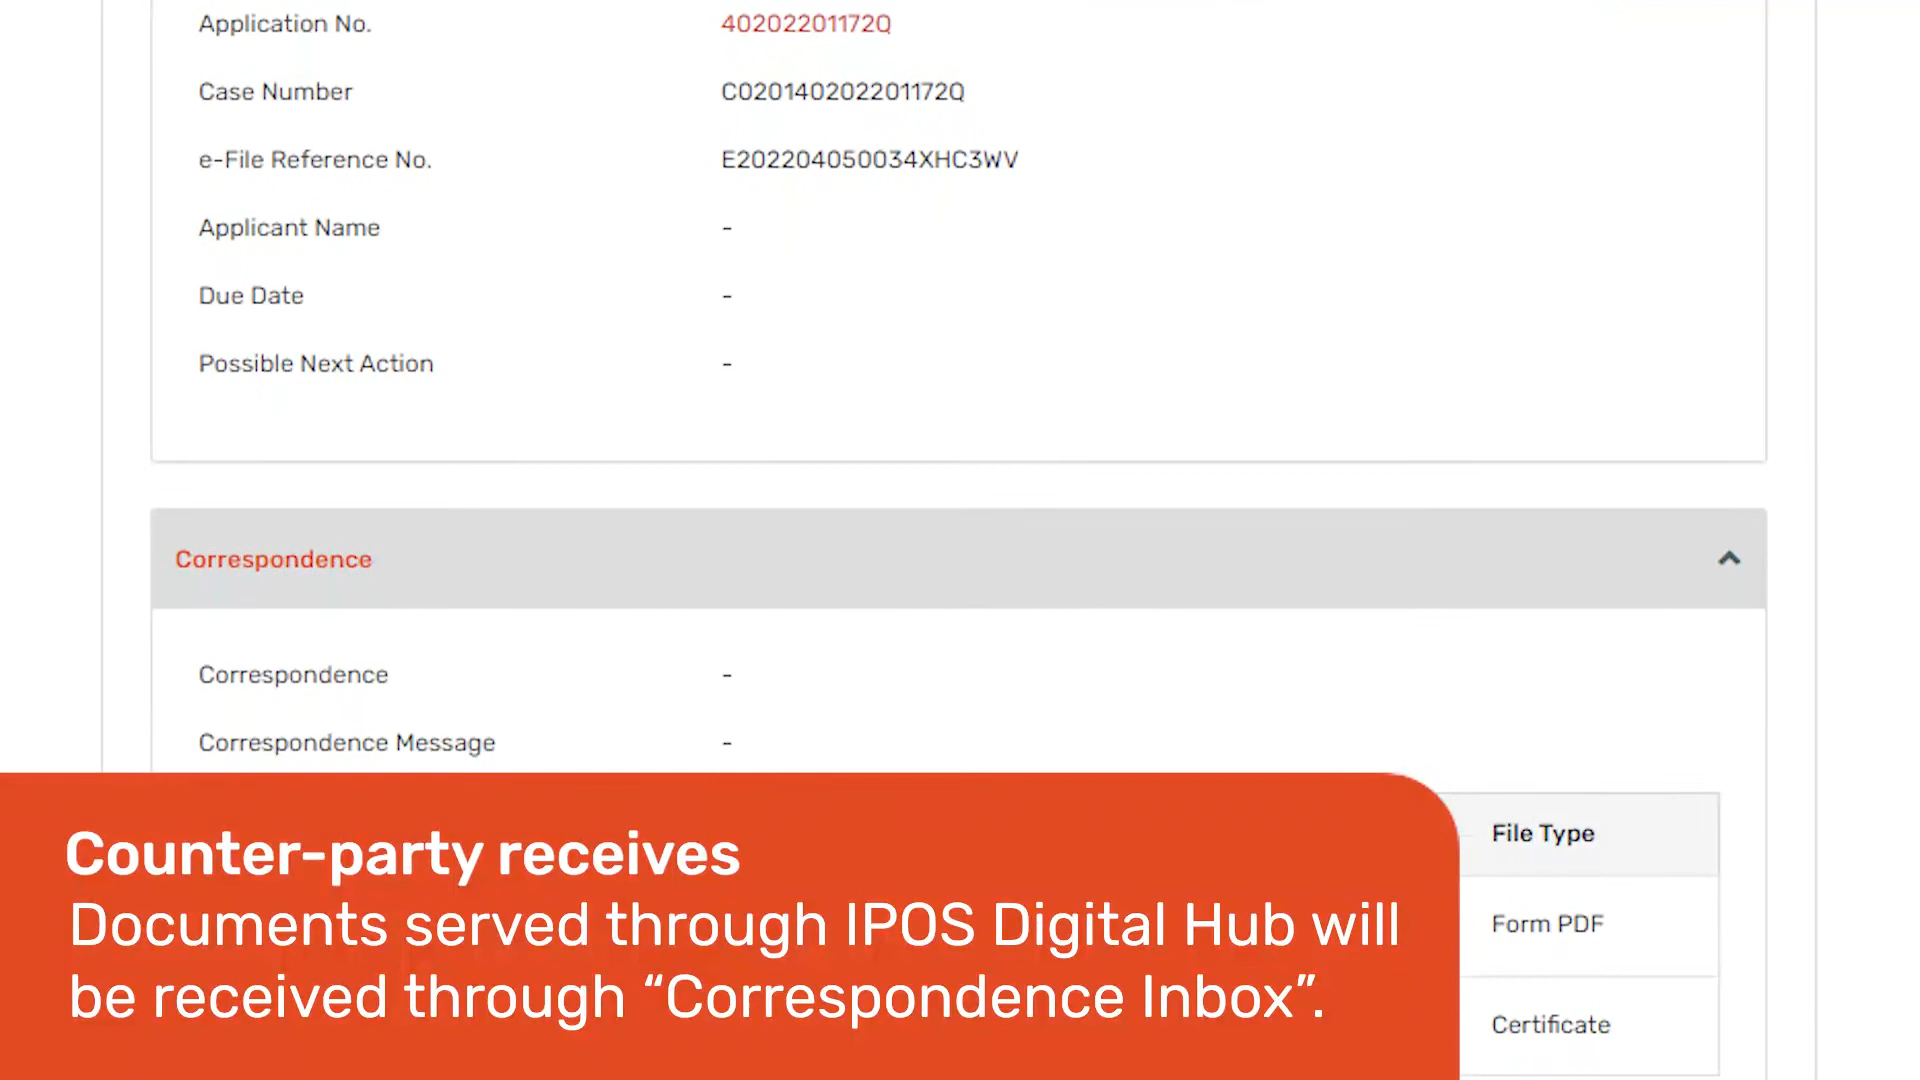 Application No. 40202201172Q
Case Number C020140202201172Q
e-File Reference No. E202204050034XHC3WV
Applicant Name -
Due Date -
Possible Next Action -
Correspondence
Correspondence -
Correspondence Message -
File Type
Form PDF
Certificate
Counter-party receives
Documents served through IPOS Digital Hub will
be received through “Correspondence Inbox”.